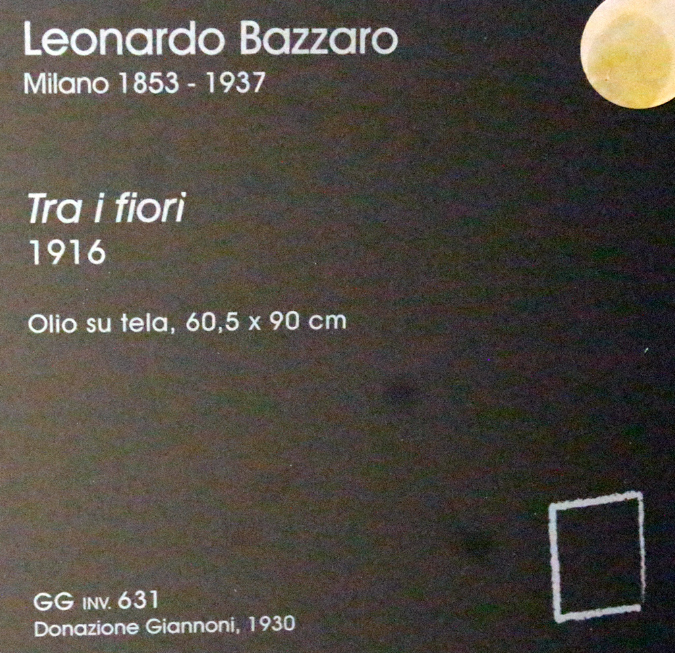 Leonardo Bazzaro
Milano 1853 - 1937
Tra i fiori
1916
Olio su tela, 60,5 x 90 cm
GG INV. 631
Donazione Giannoni, 1930